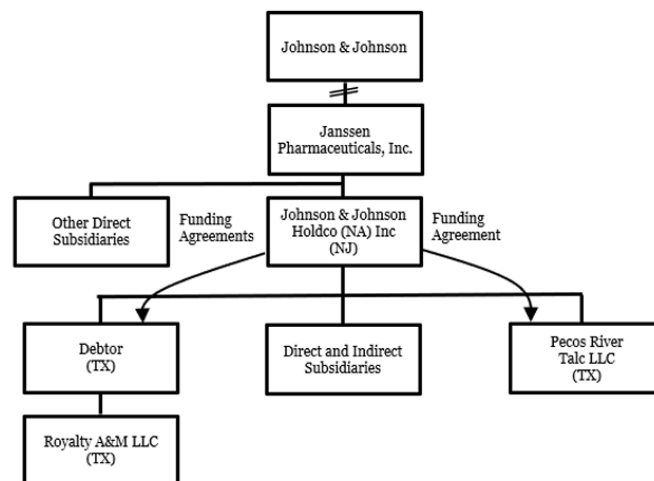 Johnson & Johnson
Janssen
Pharmaceuticals, Inc.
Other Direct
Subsidiaries
Funding
Agreements
Johnson & Johnson
Holdco (NA) Inc
(NJ)
Funding
Agreement
Debtor
(TX)
Direct and Indirect
Subsidiaries
Pecos River
Talc LLC
(TX)
Royalty A&M LLC
(TX)